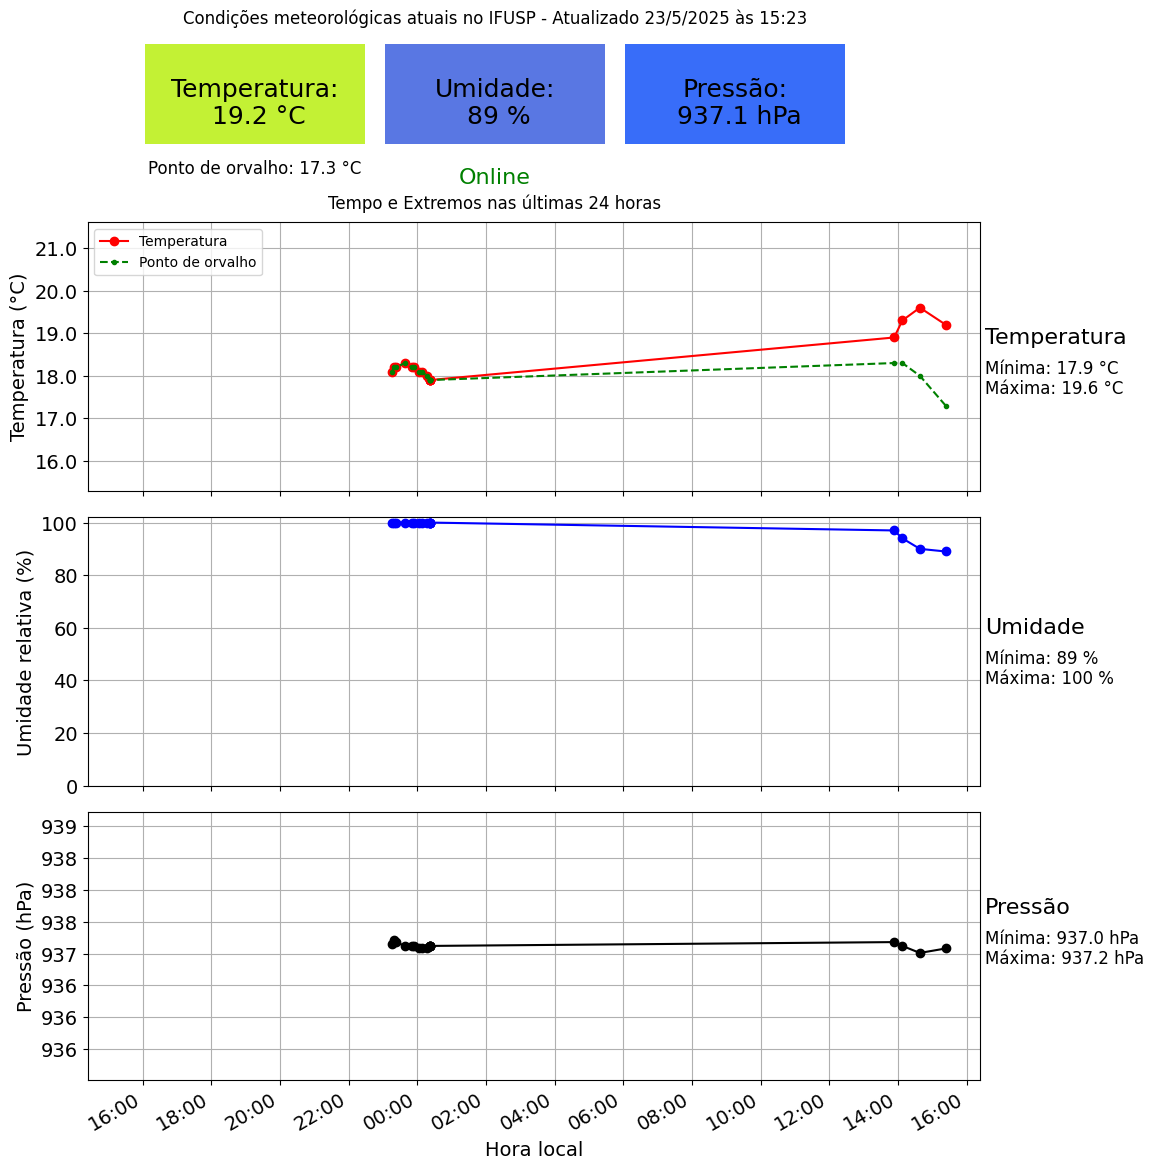 Condições meteorológicas atuais no IFUSP - Atualizado 23/5/2025 às 15:23
Temperatura:
19.2 °C
Umidade:
89 %
Pressão:
937.1 hPa
Ponto de orvalho: 17.3 °C
Online
Tempo e Extremos nas últimas 24 horas
Temperatura
Ponto de orvalho
Temperatura (°C)
21.0
20.0
19.0
18.0
17.0
16.0
Temperatura
Mínima: 17.9 °C
Máxima: 19.6 °C
Umidade relativa (%)
100
80
60
40
20
0
Umidade
Mínima: 89 %
Máxima: 100 %
Pressão (hPa)
939
938
938
938
937
936
936
936
Pressão
Mínima: 937.0 hPa
Máxima: 937.2 hPa
16:00 18:00 20:00 22:00 00:00 02:00 04:00 06:00 08:00 10:00 12:00 14:00 16:00
Hora local